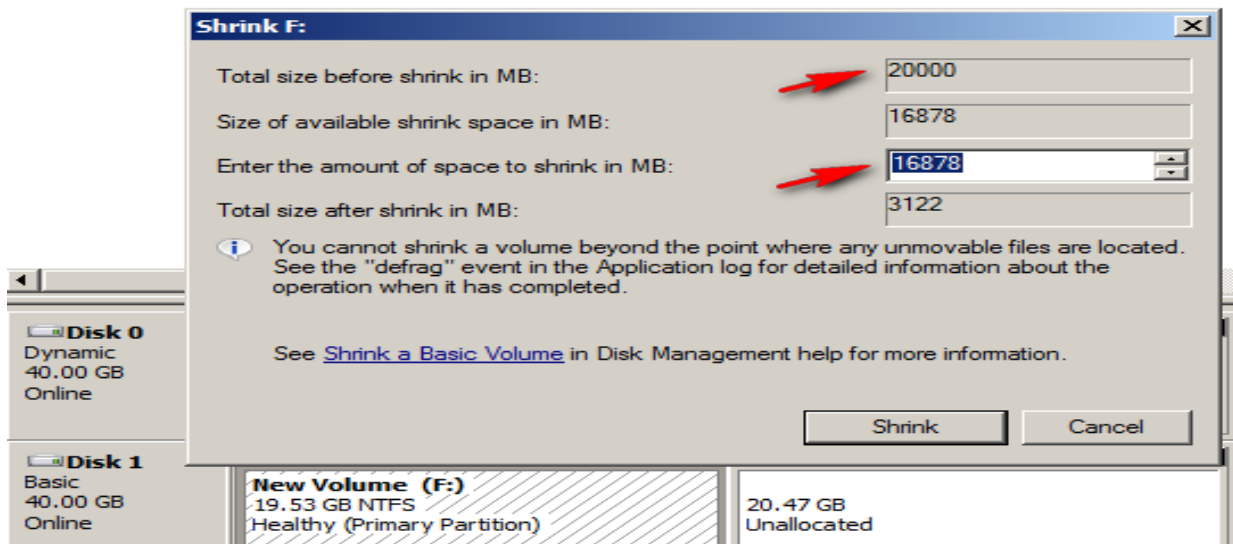 Shrink F:
Total size before shrink in MB: 20000
Size of available shrink space in MB: 16878
Enter the amount of space to shrink in MB: 16878
Total size after shrink in MB: 3122
You cannot shrink a volume beyond the point where any unmovable files are located.
See the "defrag" event in the Application log for detailed information about the
operation when it has completed.
See Shrink a Basic Volume in Disk Management help for more information.
Shrink Cancel
Disk 0
Dynamic
40.00 GB
Online
Disk 1
Basic
40.00 GB
Online
New Volume (F:)
19.53 GB NTFS
Healthy (Primary Partition)
20.47 GB
Unallocated